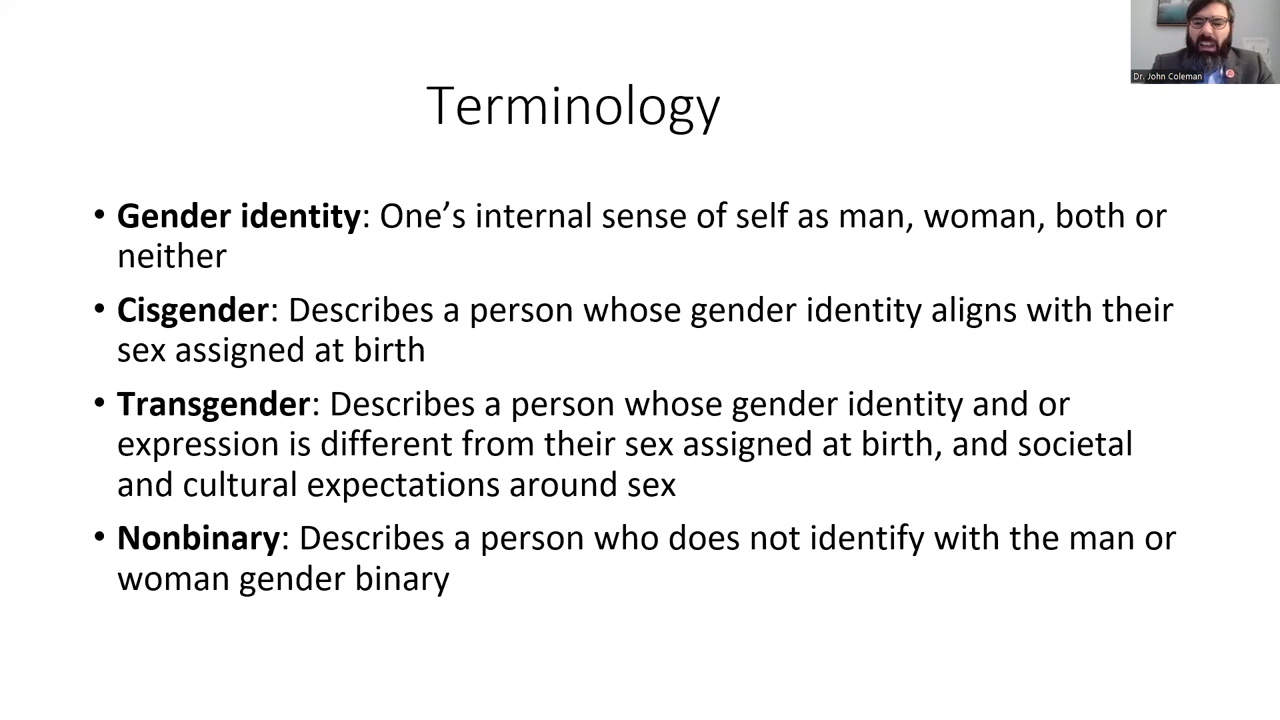 Dr. John Coleman
Terminology
• Gender identity: One’s internal sense of self as man, woman, both or
neither
• Cisgender: Describes a person whose gender identity aligns with their
sex assigned at birth
• Transgender: Describes a person whose gender identity and or
expression is different from their sex assigned at birth, and societal
and cultural expectations around sex
• Nonbinary: Describes a person who does not identify with the man or
woman gender binary